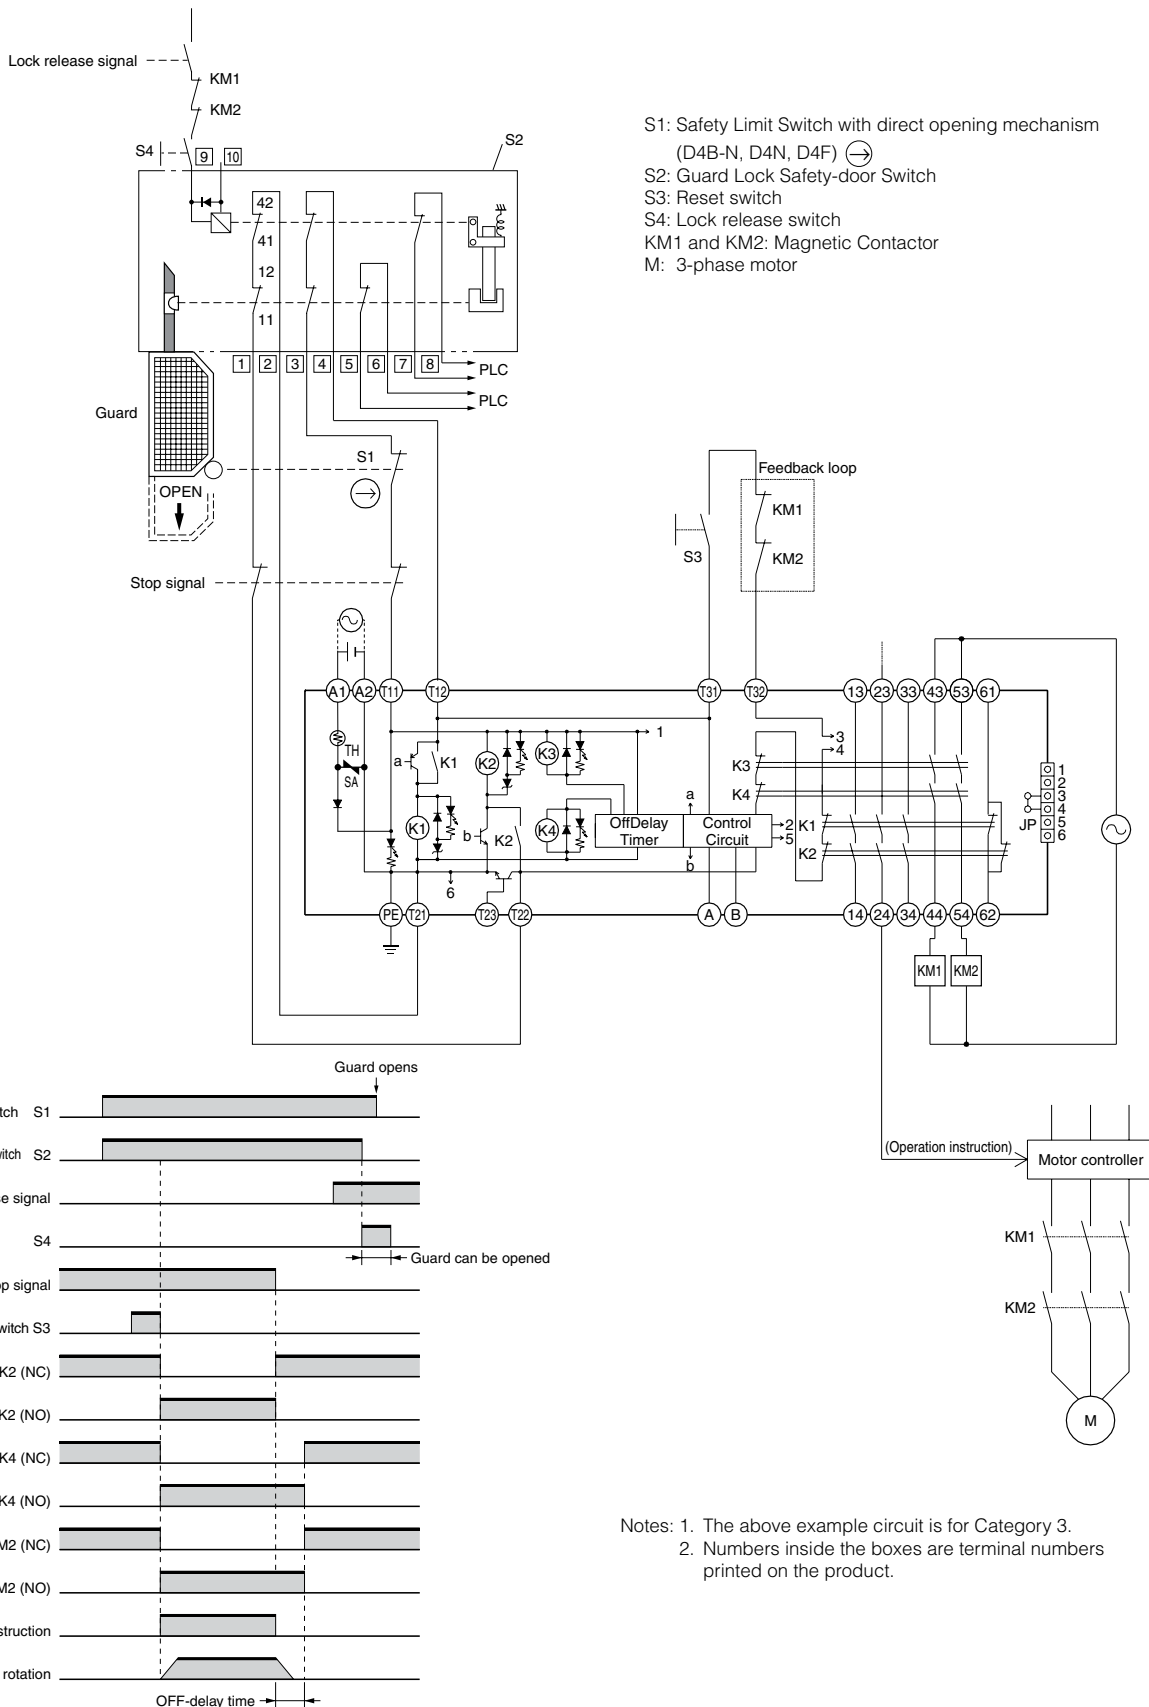 Lock release signal
KM1
KM2
S4
9
10
S2
42
41
12
11
1
2
3
4
5
6
7
8
PLC
PLC
Guard
OPEN
S1
Stop signal
S1: Safety Limit Switch with direct opening mechanism
(D4B-N, D4N, D4F)
S2: Guard Lock Safety-door Switch
S3: Reset switch
S4: Lock release switch
KM1 and KM2: Magnetic Contactor
M: 3-phase motor
Feedback loop
KM1
KM2
S3
A1
A2
T11
T12
T31
T32
13
23
33
43
53
61
TH
SA
a
K1
K1
K2
b
K2
K3
K4
1
OffDelay
Timer
a
Control
Circuit
b
2
5
3
4
K3
K4
K1
K2
6
JP
1
2
3
4
5
6
PE
T21
T23
T22
A
B
14
24
34
44
54
62
KM1
KM2
(Operation instruction)
Motor controller
KM1
KM2
M
Guard opens
tch S1
witch S2
se signal
S4
Guard can be opened
op signal
witch S3
K2 (NC)
K2 (NO)
K4 (NC)
K4 (NO)
M2 (NC)
M2 (NO)
struction
rotation
OFF-delay time
Notes: 1. The above example circuit is for Category 3.
2. Numbers inside the boxes are terminal numbers
printed on the product.